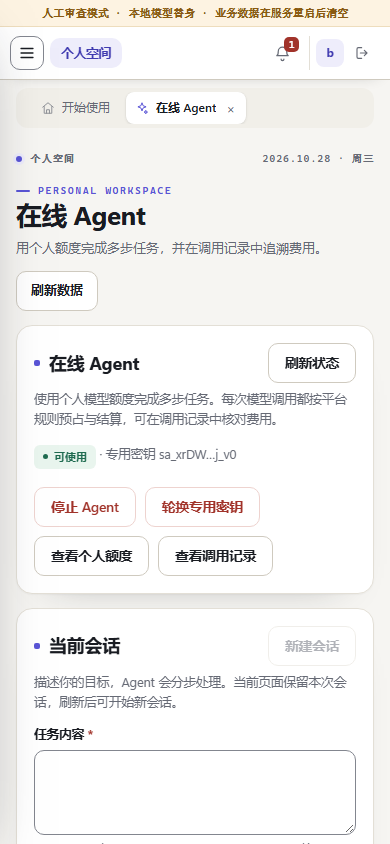 人工审查模式 · 本地模型替身 · 业务数据在服务重启后清空
个人空间
1
b
开始使用
在线 Agent ×
个人空间
2026.10.28 · 周三
PERSONAL WORKSPACE
在线 Agent
用个人额度完成多步任务，并在调用记录中追溯费用。
刷新数据
在线 Agent
刷新状态
使用个人模型额度完成多步任务。每次模型调用都按平台
规则预占与结算，可在调用记录中核对费用。
可使用 · 专用密钥 sa_xrDW…j_v0
停止 Agent
轮换专用密钥
查看个人额度
查看调用记录
当前会话
新建会话
描述你的目标，Agent 会分步处理。当前页面保留本次会
话，刷新后可开始新会话。
任务内容 *